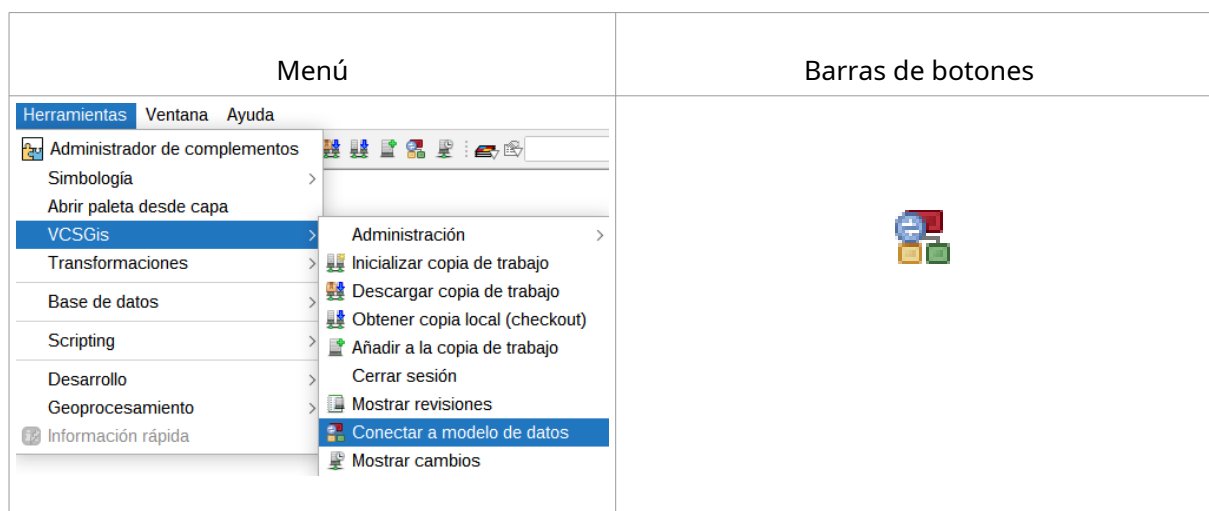 Menú
Barras de botones
Herramientas Ventana Ayuda
Administrador de complementos
Simbología
Abrir paleta desde capa
VCSGis
Transformaciones
Base de datos
Scripting
Desarrollo
Geoprocesamiento
Información rápida
Administración
Inicializar copia de trabajo
Descargar copia de trabajo
Obtener copia local (checkout)
Añadir a la copia de trabajo
Cerrar sesión
Mostrar revisiones
Conectar a modelo de datos
Mostrar cambios